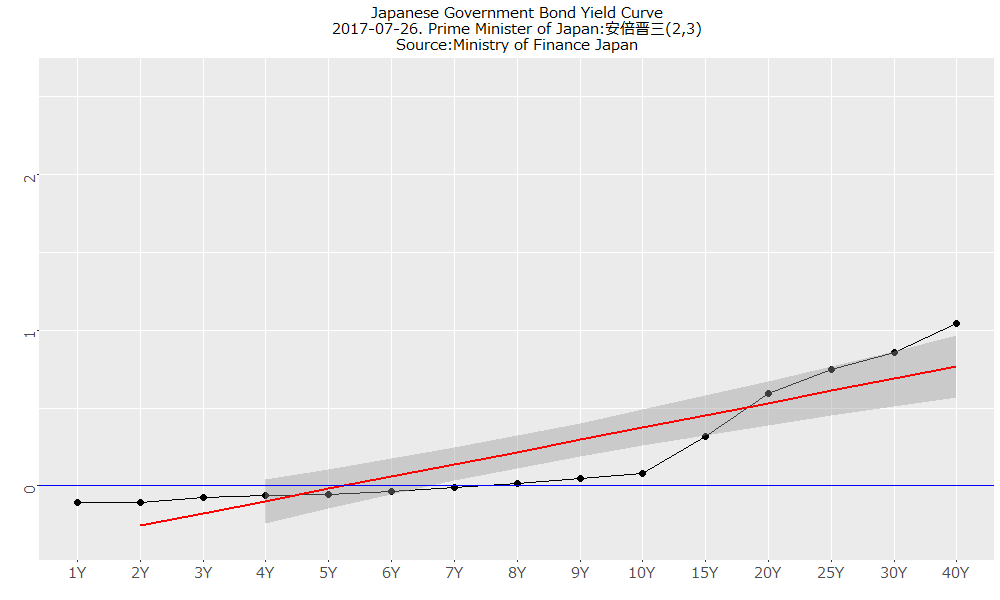 Japanese Government Bond Yield Curve
2017-07-26. Prime Minister of Japan:安倍晋三(2,3)
Source:Ministry of Finance Japan
2
1
0
1Y 2Y 3Y 4Y 5Y 6Y 7Y 8Y 9Y 10Y 15Y 20Y 25Y 30Y 40Y